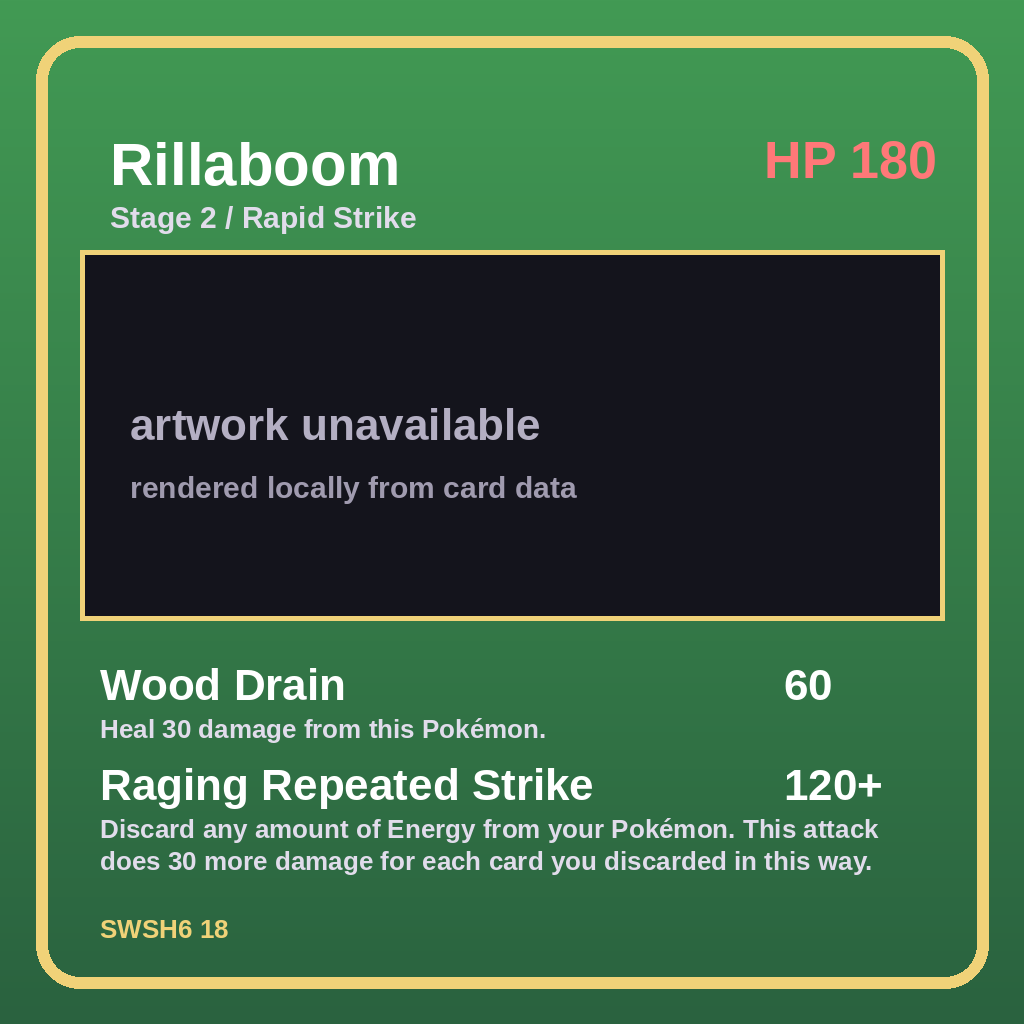 Rillaboom
HP 180
Stage 2 / Rapid Strike
artwork unavailable
rendered locally from card data
Wood Drain 60
Heal 30 damage from this Pokémon.
Raging Repeated Strike 120+
Discard any amount of Energy from your Pokémon. This attack
does 30 more damage for each card you discarded in this way.
SWSH6 18